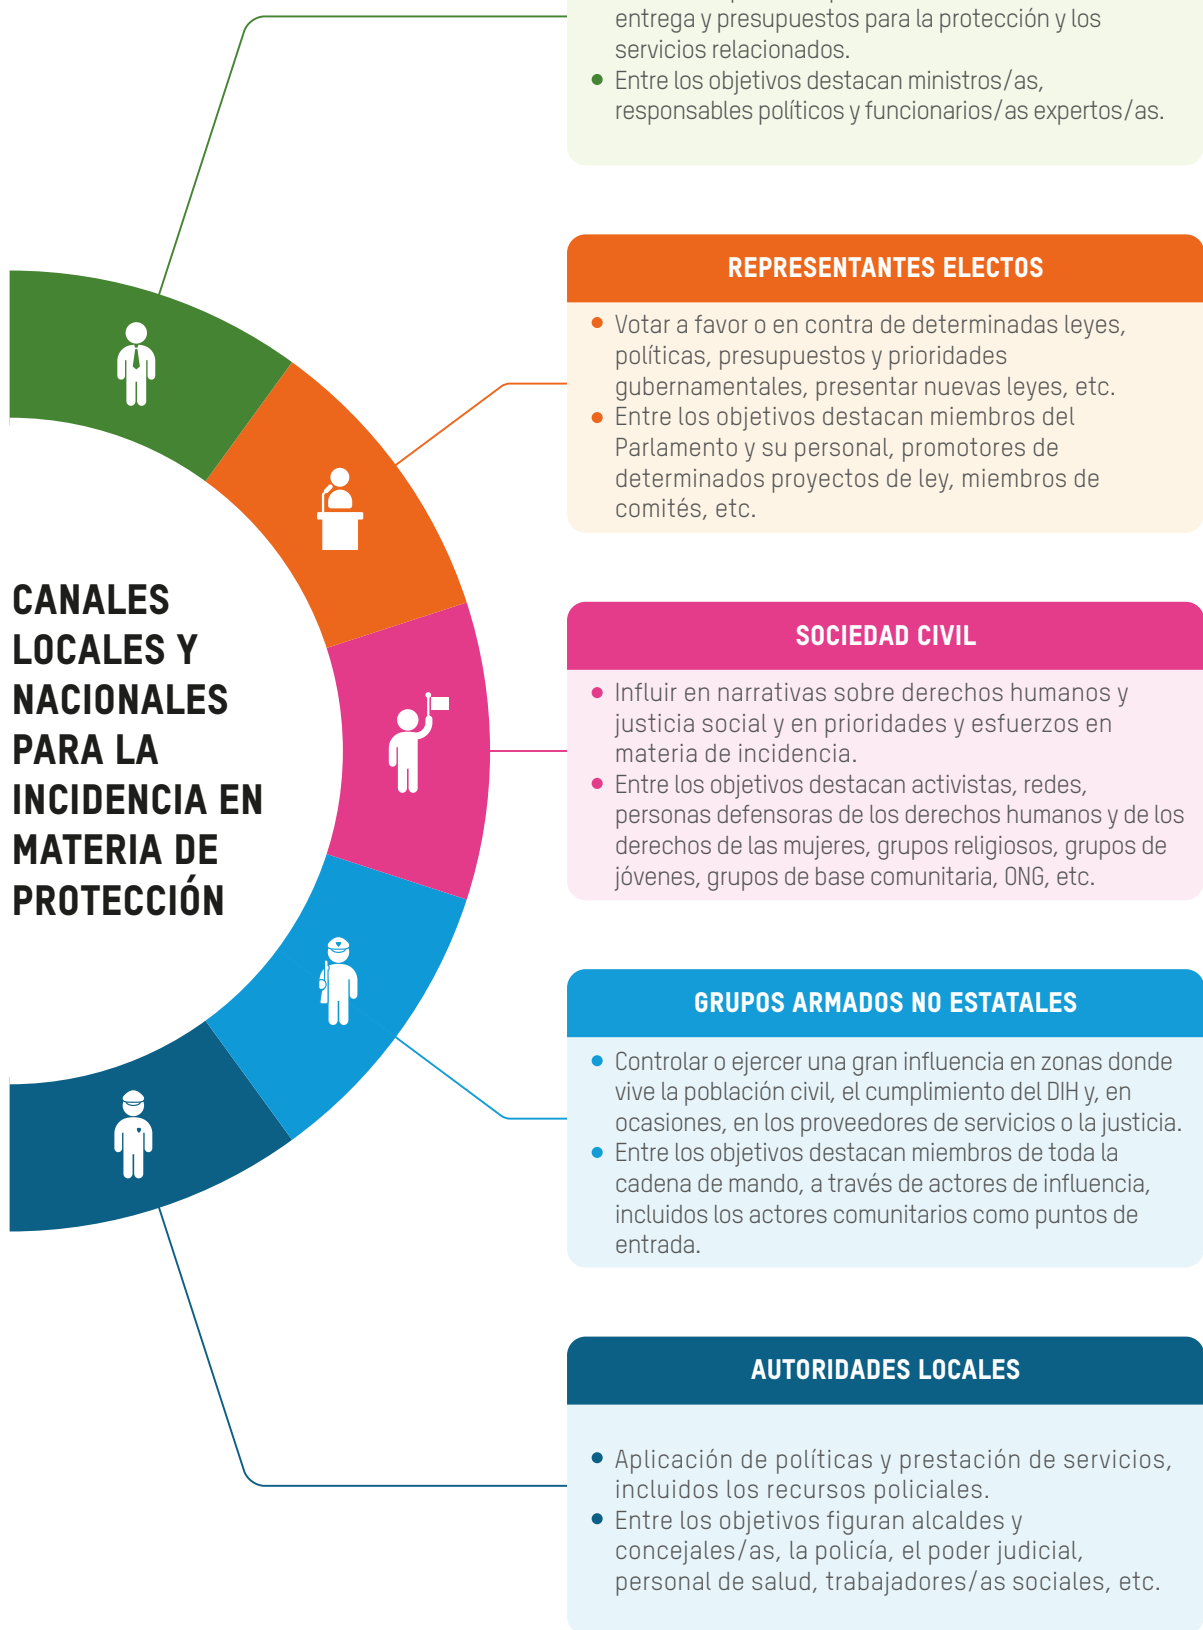 entrega y presupuestos para la protección y los
servicios relacionados.
Entre los objetivos destacan ministros/as,
responsables políticos y funcionarios/as expertos/as.
REPRESENTANTES ELECTOS
Votar a favor o en contra de determinadas leyes,
políticas, presupuestos y prioridades
gubernamentales, presentar nuevas leyes, etc.
Entre los objetivos destacan miembros del
Parlamento y su personal, promotores de
determinados proyectos de ley, miembros de
comités, etc.
CANALES
LOCALES Y
NACIONALES
PARA LA
INCIDENCIA EN
MATERIA DE
PROTECCIÓN
SOCIEDAD CIVIL
Influir en narrativas sobre derechos humanos y
justicia social y en prioridades y esfuerzos en
materia de incidencia.
Entre los objetivos destacan activistas, redes,
personas defensoras de los derechos humanos y de los
derechos de las mujeres, grupos religiosos, grupos de
jóvenes, grupos de base comunitaria, ONG, etc.
GRUPOS ARMADOS NO ESTATALES
Controlar o ejercer una gran influencia en zonas donde
vive la población civil, el cumplimiento del DIH y, en
ocasiones, en los proveedores de servicios o la justicia.
Entre los objetivos destacan miembros de toda la
cadena de mando, a través de actores de influencia,
incluidos los actores comunitarios como puntos de
entrada.
AUTORIDADES LOCALES
Aplicación de políticas y prestación de servicios,
incluidos los recursos policiales.
Entre los objetivos figuran alcaldes y
concejales/as, la policía, el poder judicial,
personal de salud, trabajadores/as sociales, etc.